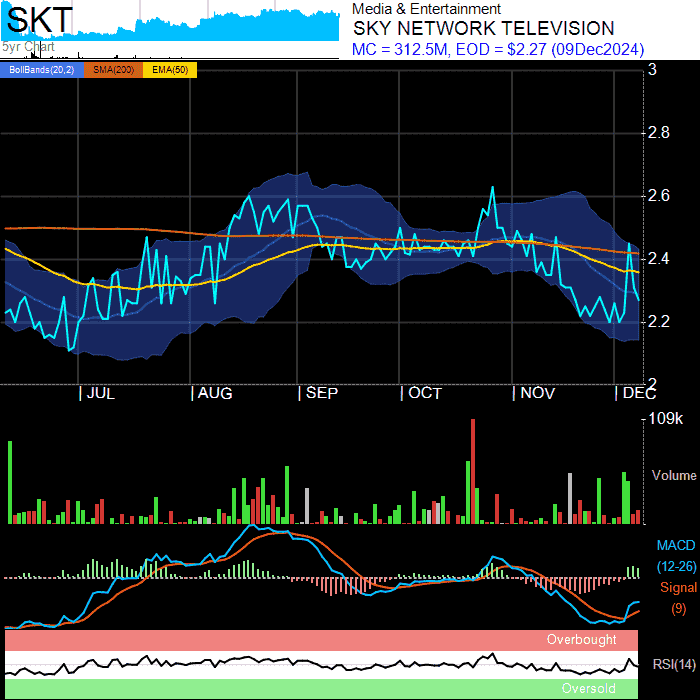 SKT
5yr Chart
Media & Entertainment
SKY NETWORK TELEVISION
MC = 312.5M, EOD = $2.27 (09Dec2024)
BollBands(20,2) SMA(200) EMA(50)
3
2.8
2.6
2.4
2.2
2
JUL AUG SEP OCT NOV DEC
109k
Volume
MACD
(12-26)
Signal
(9)
Overbought
RSI(14)
Oversold